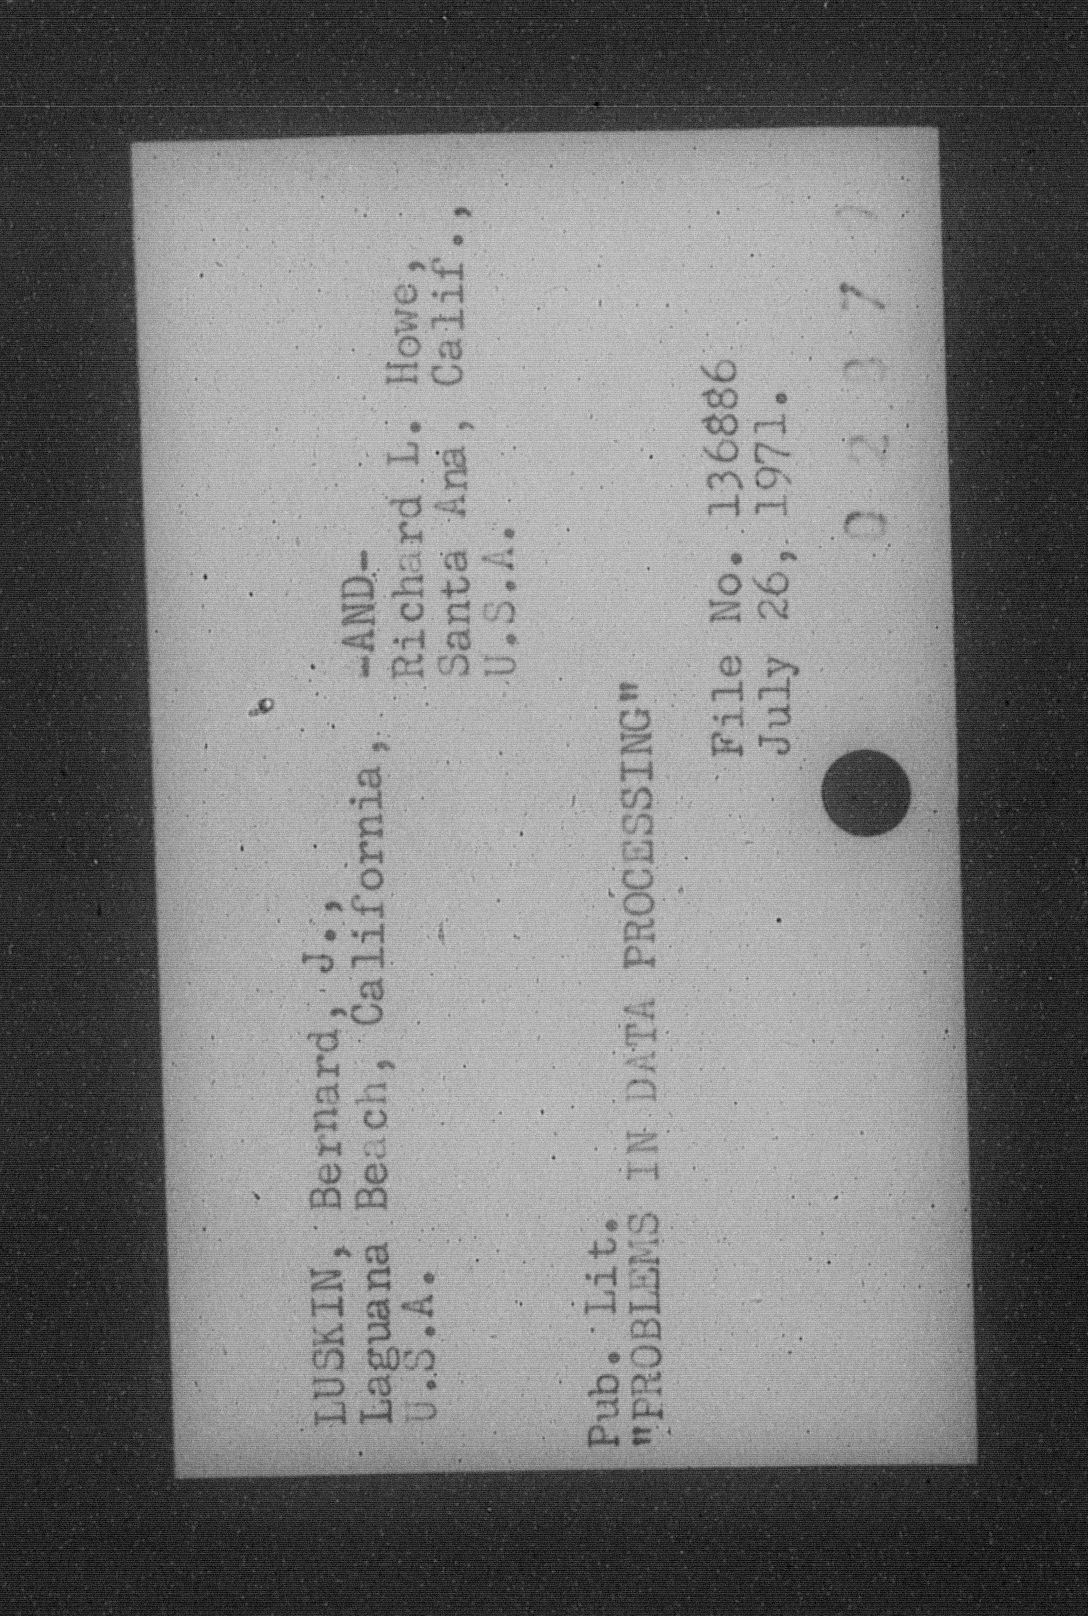 LUSKIN, Bernard, J.,
Laguana Beach, California,
U.S.A.
-AND-
Richard L. Howe,
Santa Ana, Calif.,
U.S.A.
Pub. Lit.
"PROBLEMS IN DATA PROCESSING"
File No. 136886
July 26, 1971.